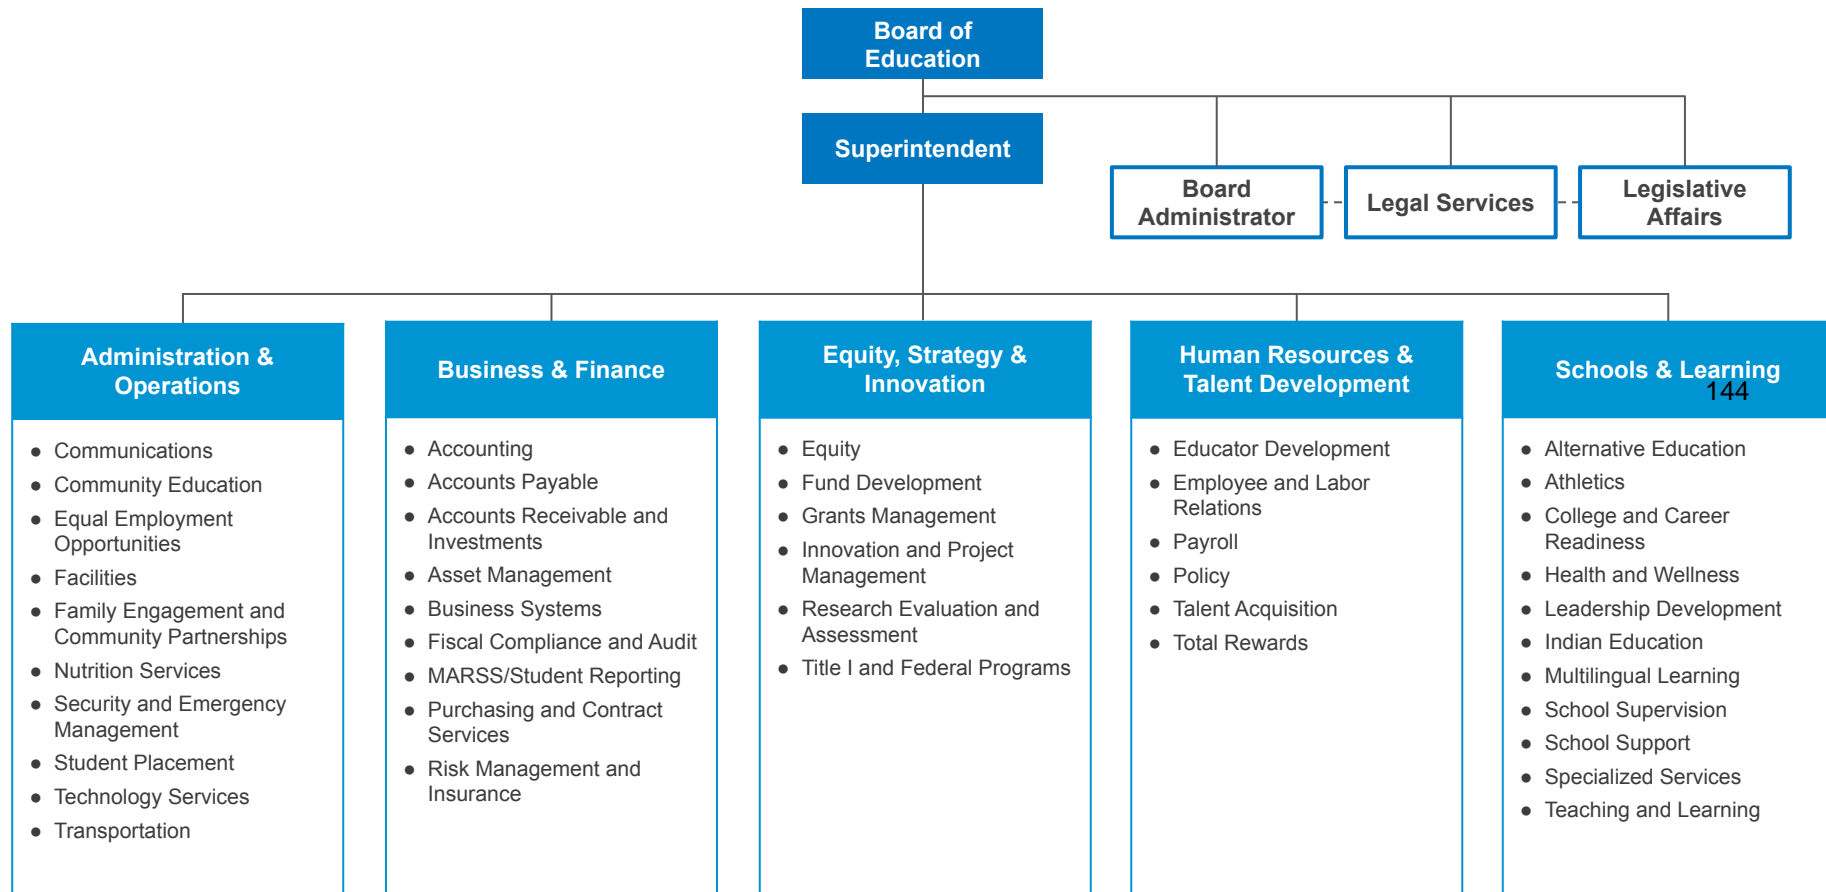 Board of
Education
Superintendent
Board
Administrator
Legal Services
Legislative
Affairs
Administration &
Operations
● Communications
● Community Education
● Equal Employment
Opportunities
● Facilities
● Family Engagement and
Community Partnerships
● Nutrition Services
● Security and Emergency
Management
● Student Placement
● Technology Services
● Transportation
Business & Finance
● Accounting
● Accounts Payable
● Accounts Receivable and
Investments
● Asset Management
● Business Systems
● Fiscal Compliance and Audit
● MARSS/Student Reporting
● Purchasing and Contract
Services
● Risk Management and
Insurance
Equity, Strategy &
Innovation
● Equity
● Fund Development
● Grants Management
● Innovation and Project
Management
● Research Evaluation and
Assessment
● Title I and Federal Programs
Human Resources &
Talent Development
● Educator Development
● Employee and Labor
Relations
● Payroll
● Policy
● Talent Acquisition
● Total Rewards
Schools & Learning
144
● Alternative Education
● Athletics
● College and Career
Readiness
● Health and Wellness
● Leadership Development
● Indian Education
● Multilingual Learning
● School Supervision
● School Support
● Specialized Services
● Teaching and Learning